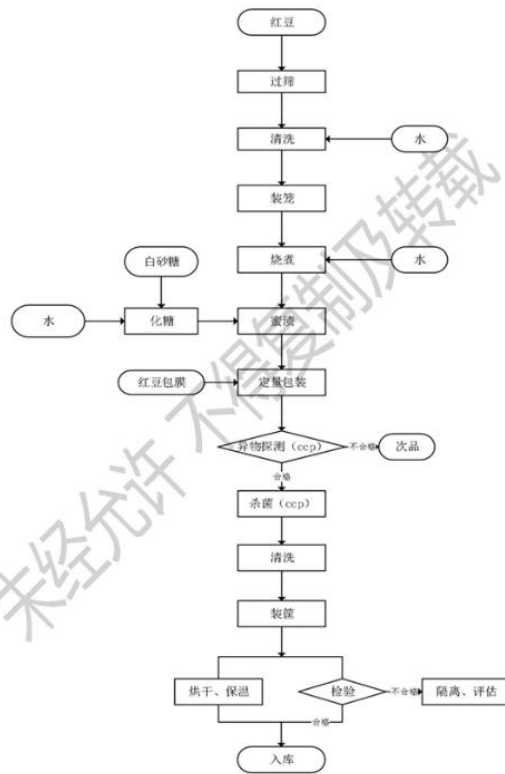 红豆
过筛
清洗
水
装笼
烧煮
水
白砂糖
水
化糖
蜜渍
红豆包膜
定量包装
异物探测（ccp）
不合格
次品
合格
杀菌（ccp）
清洗
装筐
烘干、保温
检验
不合格
隔离、评估
合格
入库
未经允许 不得复制及转载